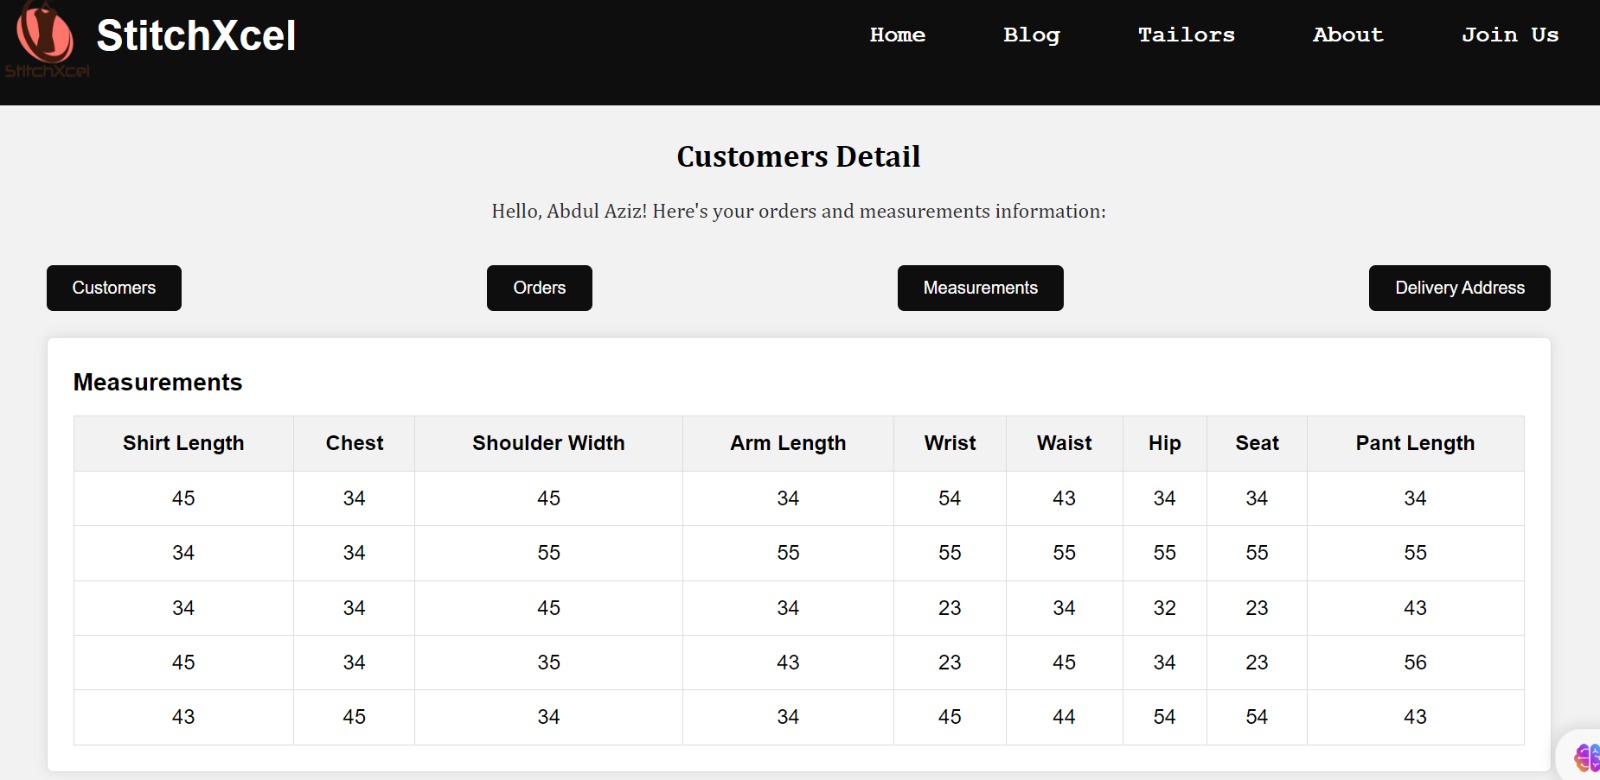 StitchXcel
StitchXcel
Home Blog Tailors About Join Us
Customers Detail
Hello, Abdul Aziz! Here's your orders and measurements information:
Customers Orders Measurements Delivery Address
Measurements
Shirt Length Chest Shoulder Width Arm Length Wrist Waist Hip Seat Pant Length
45 34 45 34 54 43 34 34 34
34 34 55 55 55 55 55 55 55
34 34 45 34 23 34 32 23 43
45 34 35 43 23 45 34 23 56
43 45 34 34 45 44 54 54 43